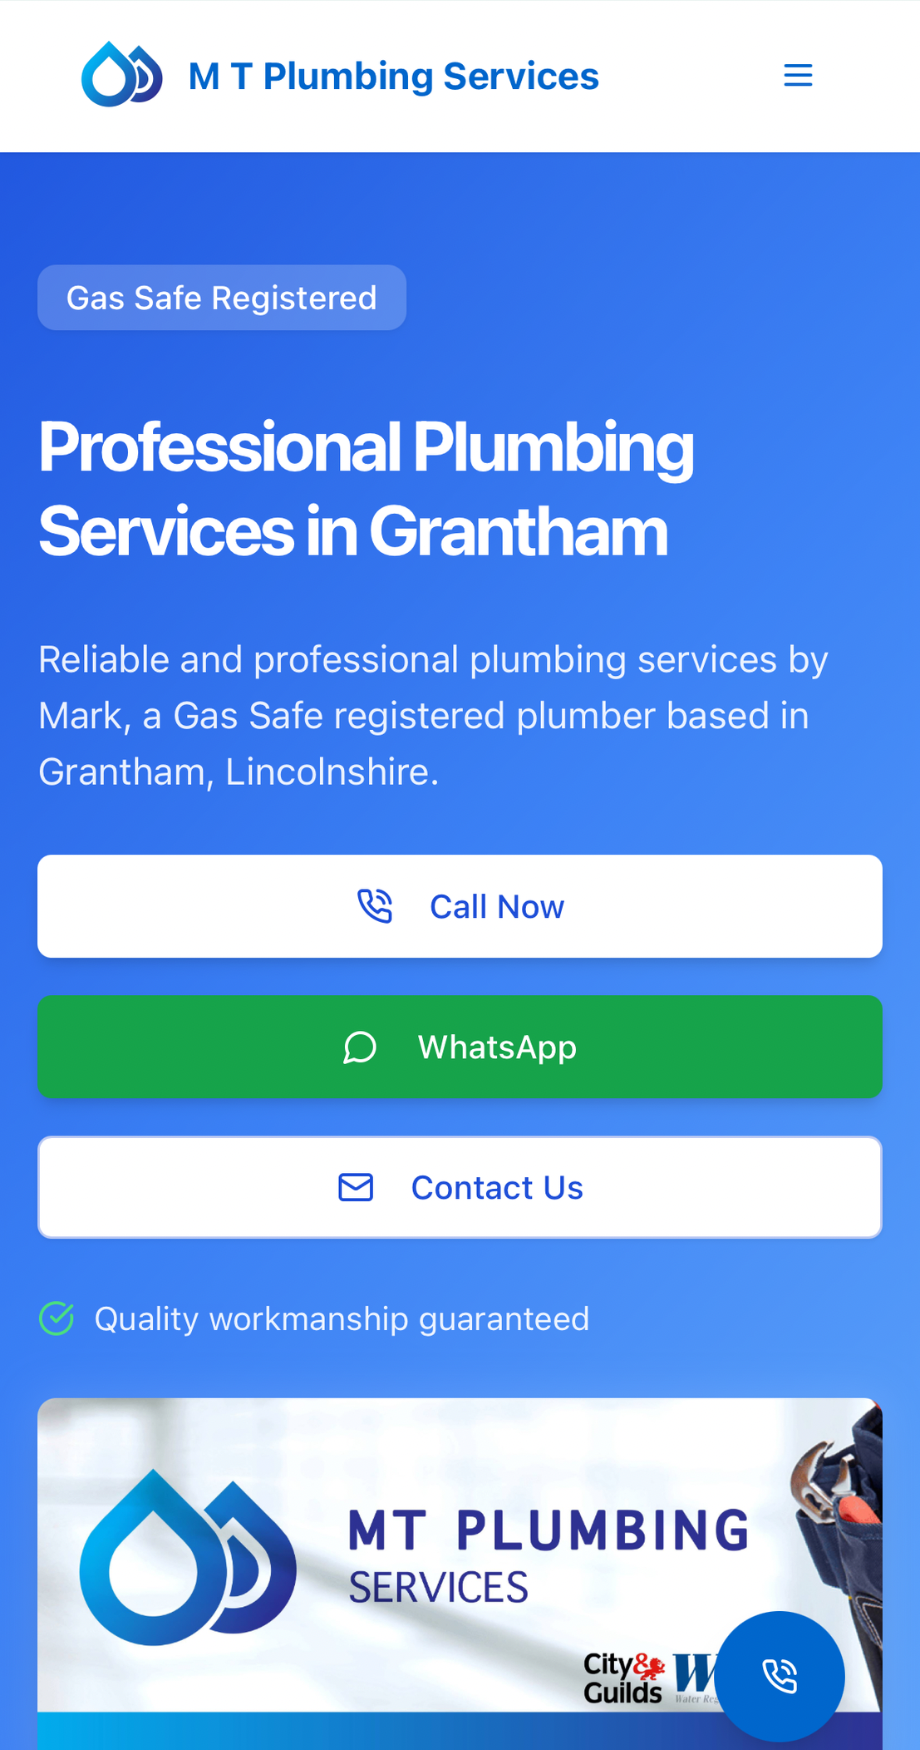 M T Plumbing Services
Gas Safe Registered
Professional Plumbing
Services in Grantham
Reliable and professional plumbing services by
Mark, a Gas Safe registered plumber based in
Grantham, Lincolnshire.
Call Now
WhatsApp
Contact Us
Quality workmanship guaranteed
MT PLUMBING
SERVICES
City&
Guilds
W
Water